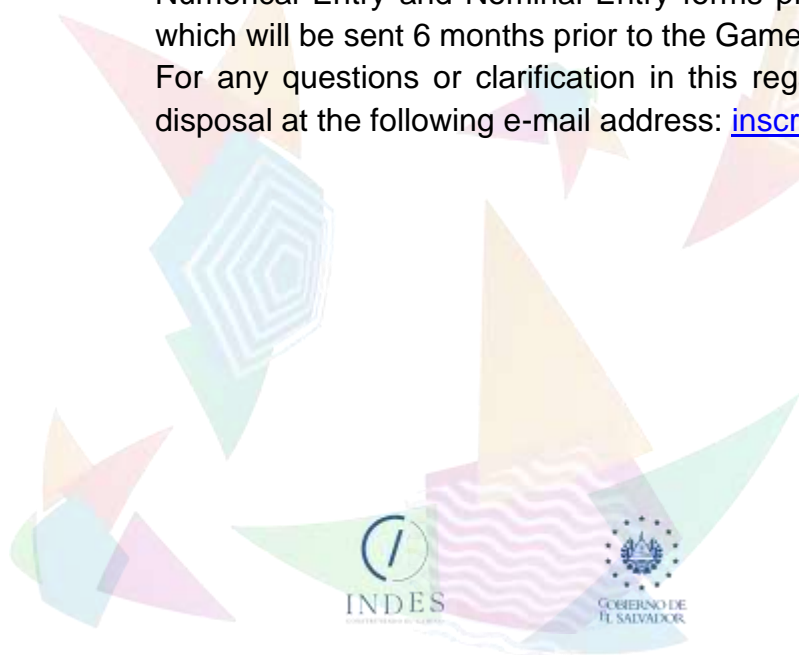 Numerical Entry and Nominal Entry forms
which will be sent 6 months prior to the Game
For any questions or clarification in this reg
disposal at the following e-mail address: inscr
INDES
GOBIERNO DE
EL SALVADOR